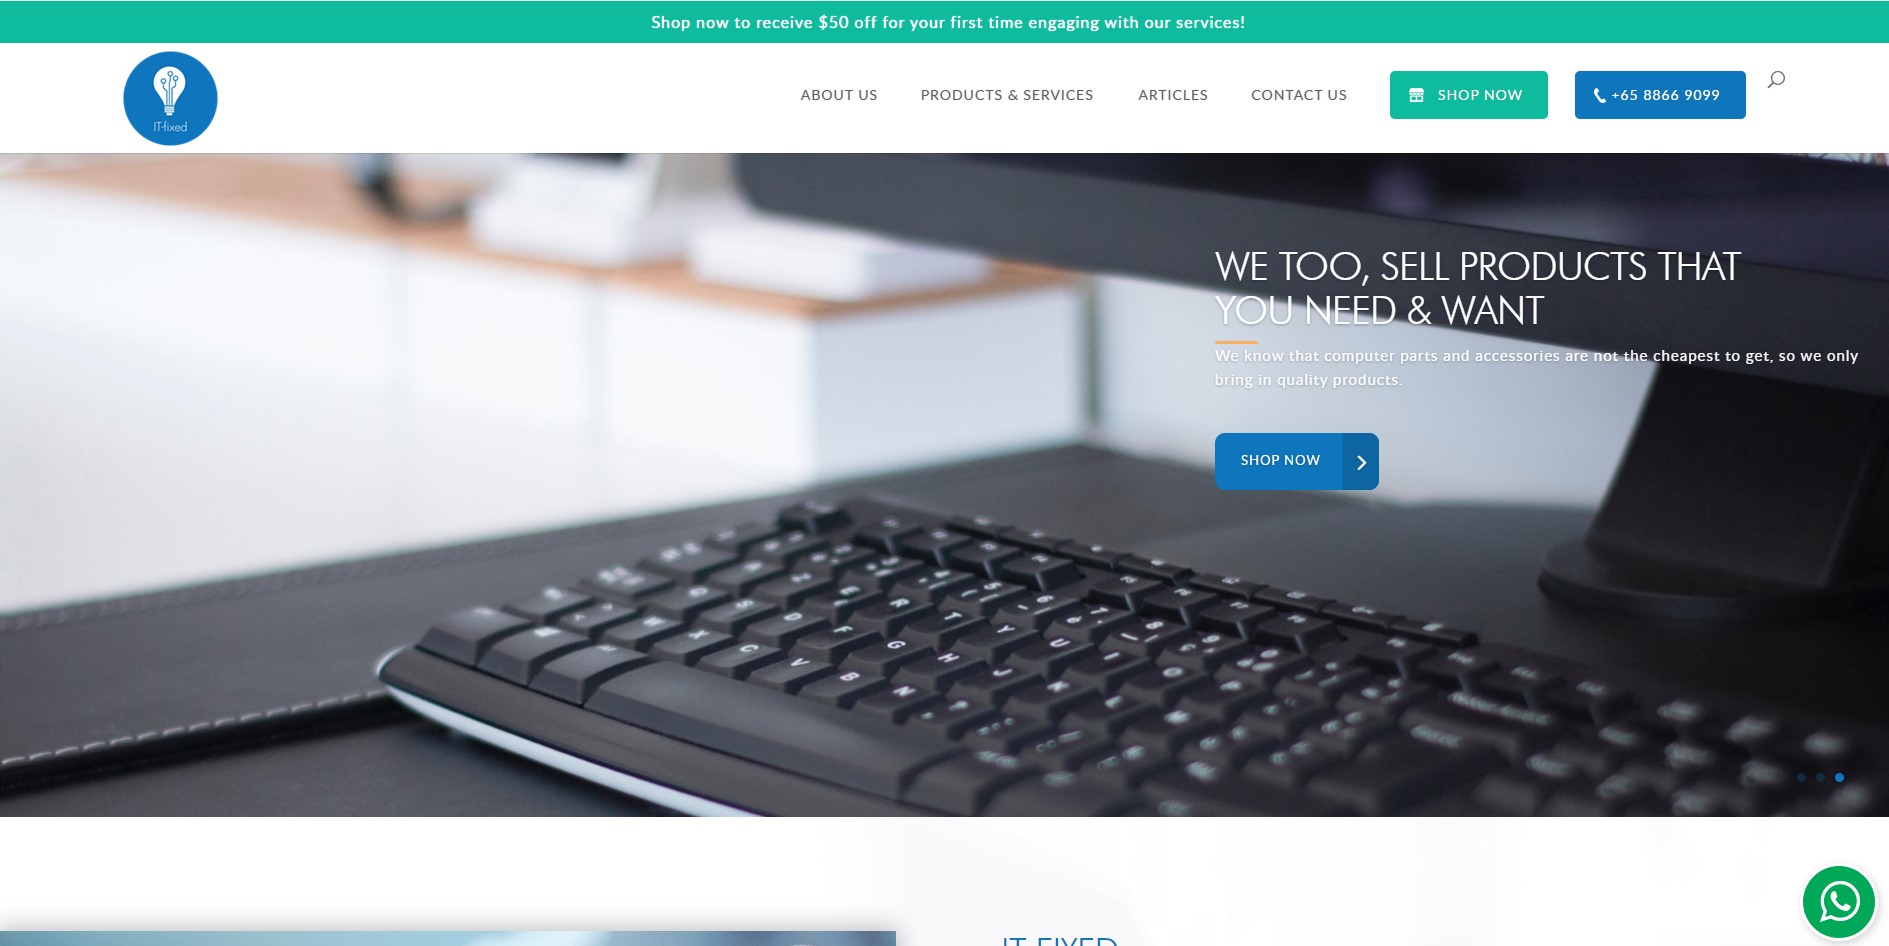 Shop now to receive $50 off for your first time engaging with our services!
IT-fixed
ABOUT US
PRODUCTS & SERVICES
ARTICLES
CONTACT US
SHOP NOW
+65 8866 9099
WE TOO, SELL PRODUCTS THAT
YOU NEED & WANT
We know that computer parts and accessories are not the cheapest to get, so we only
bring in quality products.
SHOP NOW
IT-FIXED